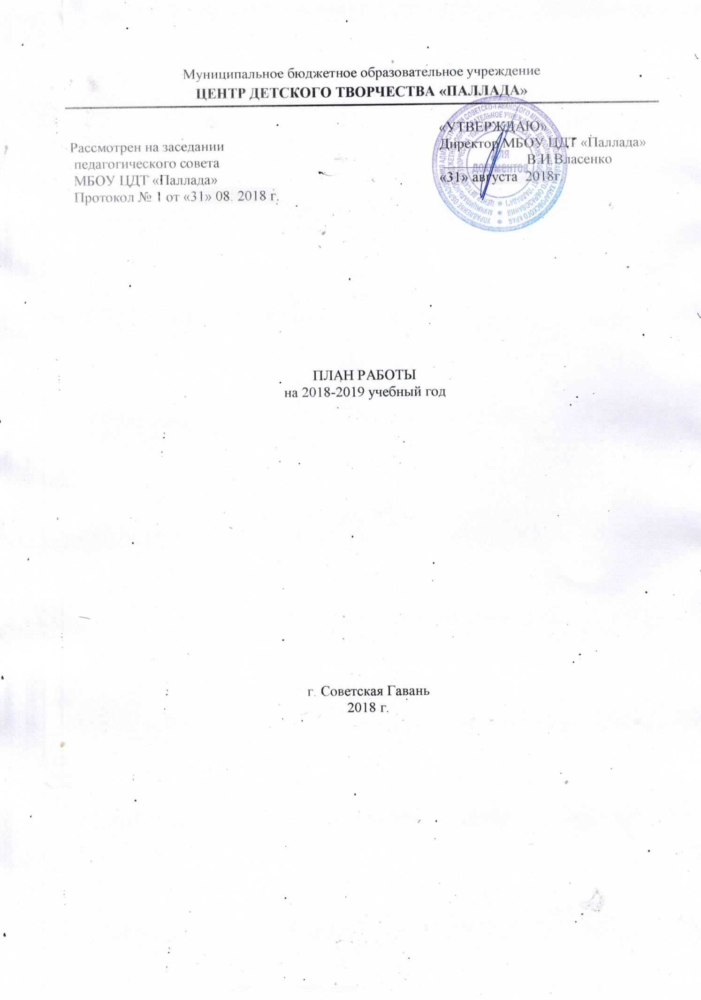 Муниципальное бюджетное образовательное учреждение
ЦЕНТР ДЕТСКОГО ТВОРЧЕСТВА «ПАЛЛАДА»
Рассмотрен на заседании
педагогического совета
МБОУ ЦДТ «Паллада»
Протокол № 1 от «31» 08. 2018 г.
«УТВЕРЖДАЮ»
Директор МБОУ ЦДТ «Паллада»
____________ В.И.Власенко
«31» августа 2018г
ДЛЯ
ДОКУМЕНТОВ
ПЛАН РАБОТЫ
на 2018-2019 учебный год
г. Советская Гавань
2018 г.